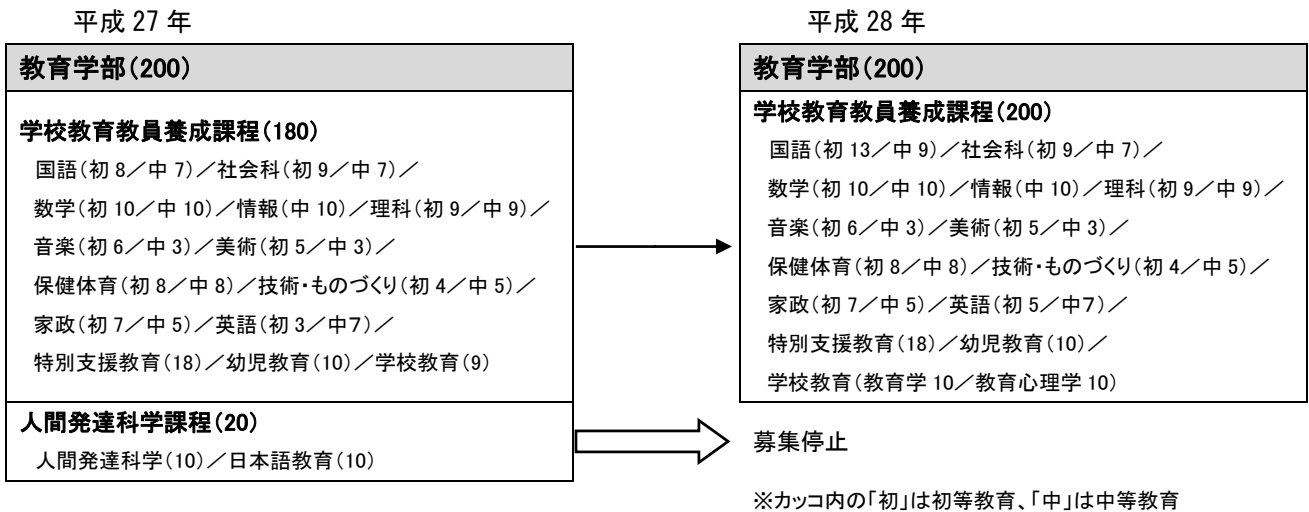 平成 27 年
教育学部(200)
学校教育教員養成課程(180)
国語(初 8/中 7)/社会科(初 9/中 7)/
数学(初 10/中 10)/情報(中 10)/理科(初 9/中 9)/
音楽(初 6/中 3)/美術(初 5/中 3)/
保健体育(初 8/中 8)/技術・ものづくり(初 4/中 5)/
家政(初 7/中 5)/英語(初 3/中7)/
特別支援教育(18)/幼児教育(10)/学校教育(9)
人間発達科学課程(20)
人間発達科学(10)/日本語教育(10)
平成 28 年
教育学部(200)
学校教育教員養成課程(200)
国語(初 13/中 9)/社会科(初 9/中 7)/
数学(初 10/中 10)/情報(中 10)/理科(初 9/中 9)/
音楽(初 6/中 3)/美術(初 5/中 3)/
保健体育(初 8/中 8)/技術・ものづくり(初 4/中 5)/
家政(初 7/中 5)/英語(初 5/中7)/
特別支援教育(18)/幼児教育(10)/
学校教育(教育学 10/教育心理学 10)
募集停止
※カッコ内の「初」は初等教育、「中」は中等教育